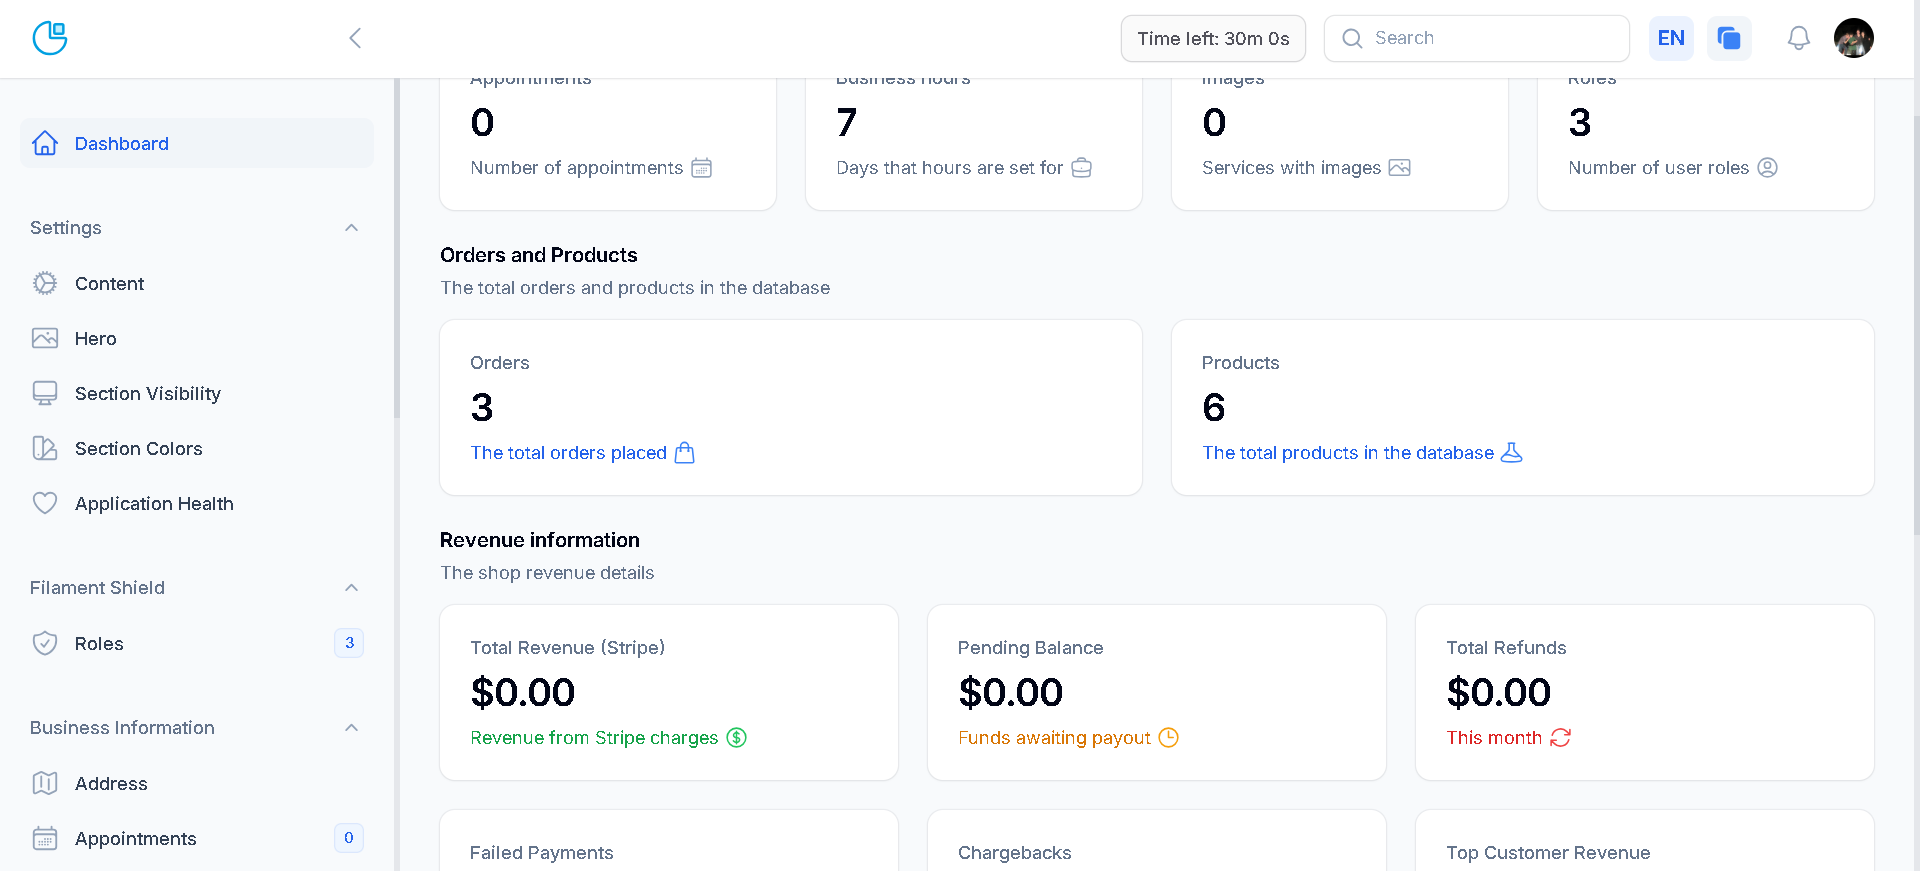 Time left: 30m 0s
Search
EN
Dashboard
Settings
Content
Hero
Section Visibility
Section Colors
Application Health
Filament Shield
Roles
3
Business Information
Address
Appointments
0
Appointments
0
Number of appointments
Business hours
7
Days that hours are set for
Images
0
Services with images
Roles
3
Number of user roles
Orders and Products
The total orders and products in the database
Orders
3
The total orders placed
Products
6
The total products in the database
Revenue information
The shop revenue details
Total Revenue (Stripe)
$0.00
Revenue from Stripe charges
Pending Balance
$0.00
Funds awaiting payout
Total Refunds
$0.00
This month
Failed Payments
Chargebacks
Top Customer Revenue